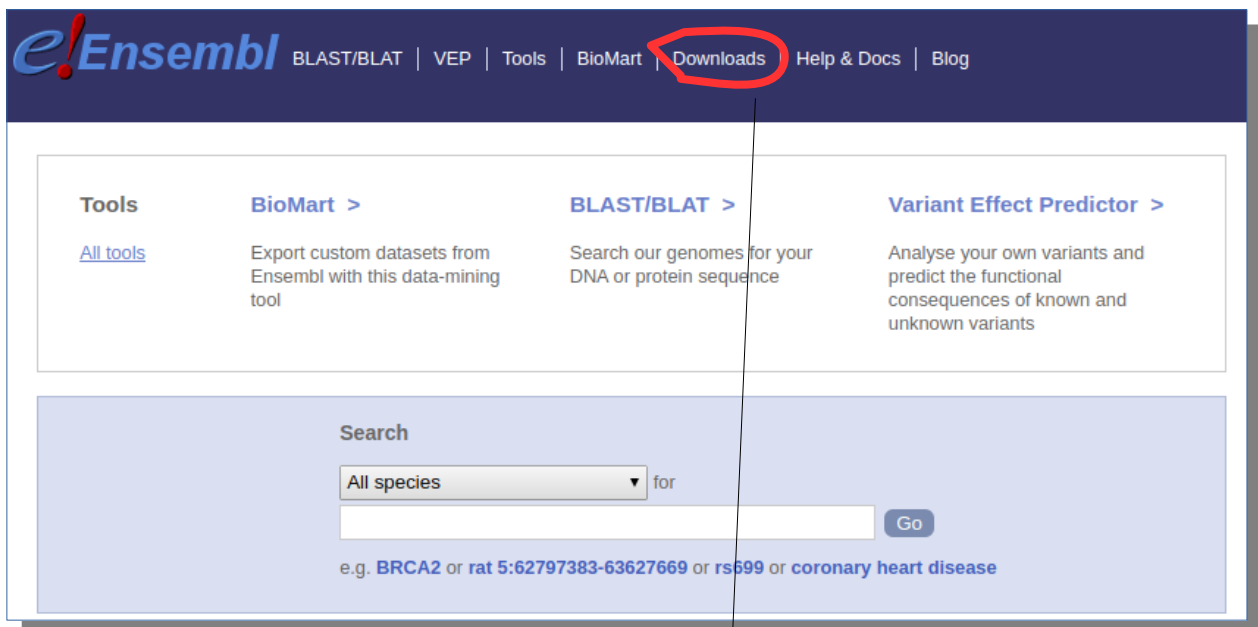 e!Ensembl BLAST/BLAT | VEP | Tools | BioMart | Downloads | Help & Docs | Blog
Tools
All tools
BioMart >
Export custom datasets from
Ensembl with this data-mining
tool
BLAST/BLAT >
Search our genomes for your
DNA or protein sequence
Variant Effect Predictor >
Analyse your own variants and
predict the functional
consequences of known and
unknown variants
Search
All species ▼ for
Go
e.g. BRCA2 or rat 5:62797383-63627669 or rs699 or coronary heart disease